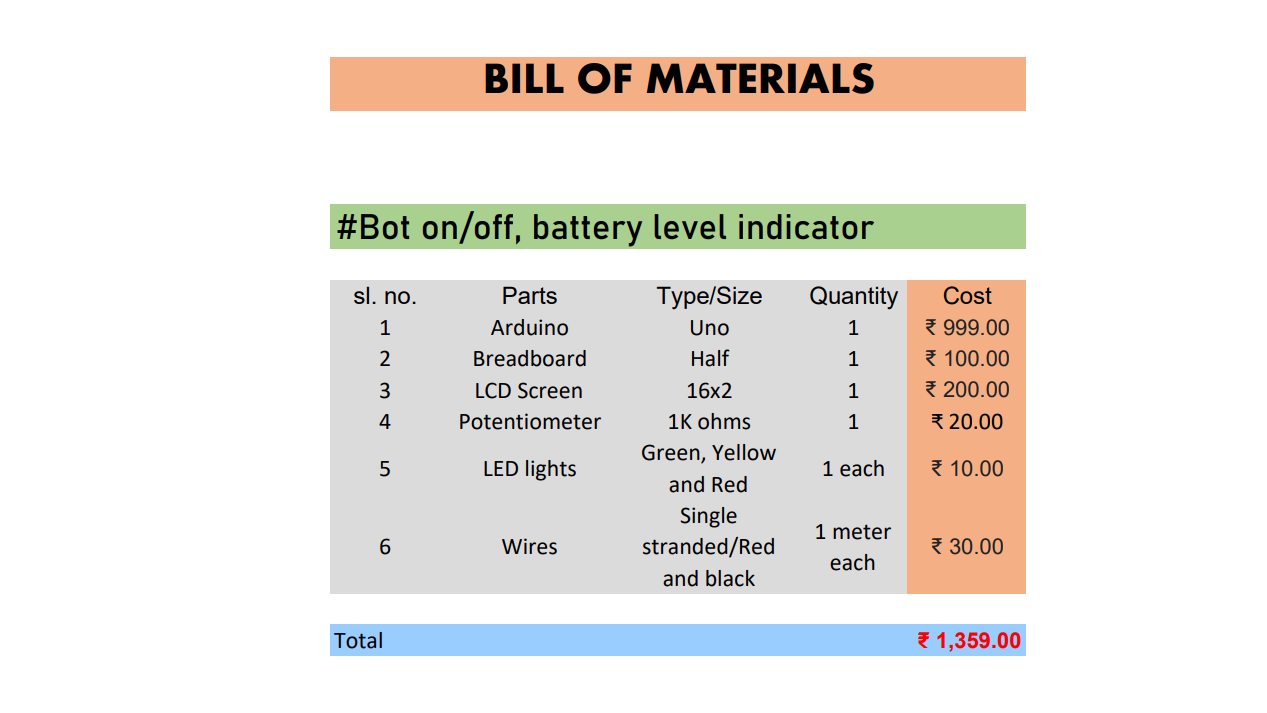 BILL OF MATERIALS
#Bot on/off, battery level indicator
sl. no. Parts Type/Size Quantity Cost
1 Arduino Uno 1 ₹ 999.00
2 Breadboard Half 1 ₹ 100.00
3 LCD Screen 16x2 1 ₹ 200.00
4 Potentiometer 1K ohms 1 ₹ 20.00
5 LED lights Green, Yellow
and Red 1 each ₹ 10.00
6 Wires Single
stranded/Red
and black 1 meter
each ₹ 30.00
Total ₹ 1,359.00